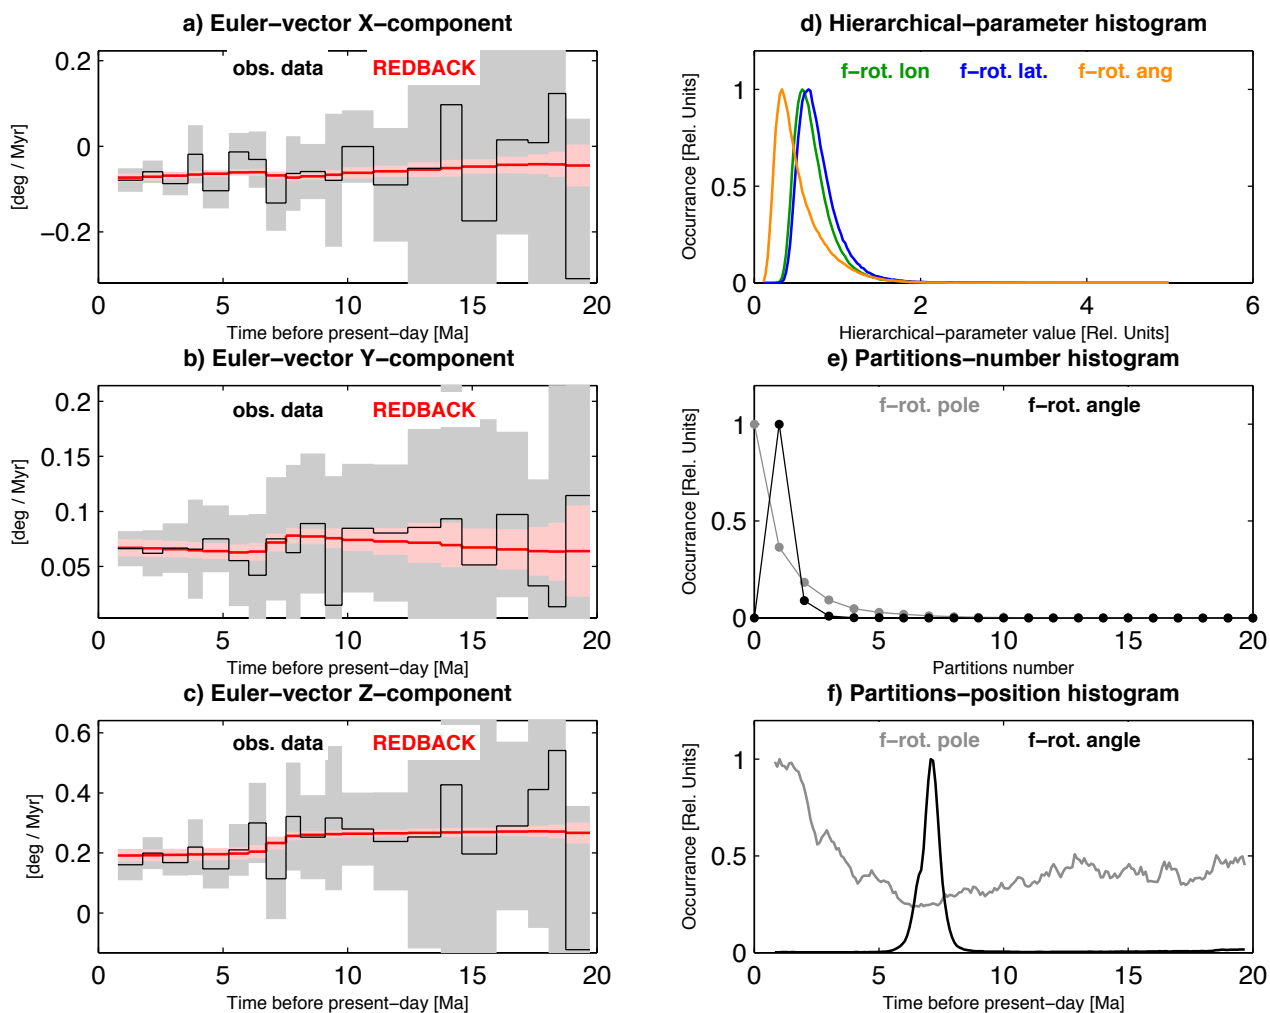 a) Euler−vector X−component
obs. data REDBACK
[deg / Myr]
0.2
0
−0.2
0 5 10 15 20
Time before present−day [Ma]
b) Euler−vector Y−component
obs. data REDBACK
[deg / Myr]
0.2
0.15
0.1
0.05
0 5 10 15 20
Time before present−day [Ma]
c) Euler−vector Z−component
obs. data REDBACK
[deg / Myr]
0.6
0.4
0.2
0
0 5 10 15 20
Time before present−day [Ma]
d) Hierarchical−parameter histogram
f−rot. lon f−rot. lat. f−rot. ang
Occurrance [Rel. Units]
1
0.5
0
0 2 4 6
Hierarchical−parameter value [Rel. Units]
e) Partitions−number histogram
f−rot. pole f−rot. angle
Occurrance [Rel. Units]
1
0.5
0
0 5 10 15 20
Partitions number
f) Partitions−position histogram
f−rot. pole f−rot. angle
Occurrance [Rel. Units]
1
0.5
0
0 5 10 15 20
Time before present−day [Ma]